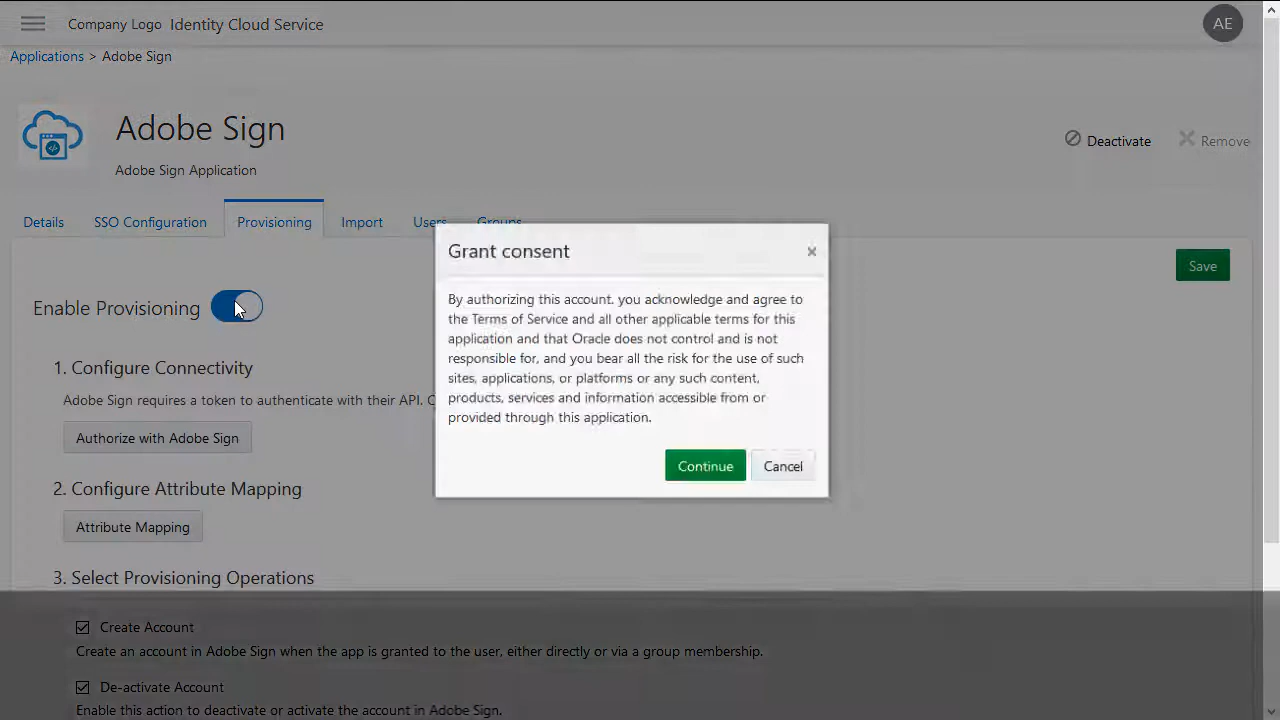 Company Logo Identity Cloud Service
AE
Applications > Adobe Sign
Adobe Sign
Adobe Sign Application
Deactivate
Remove
Details
SSO Configuration
Provisioning
Import
Users
Groups
Save
Enable Provisioning
1. Configure Connectivity
Adobe Sign requires a token to authenticate with their API.
Authorize with Adobe Sign
2. Configure Attribute Mapping
Attribute Mapping
3. Select Provisioning Operations
Create Account
Create an account in Adobe Sign when the app is granted to the user, either directly or via a group membership.
De-activate Account
Enable this action to deactivate or activate the account in Adobe Sign.
Grant consent
By authorizing this account, you acknowledge and agree to
the Terms of Service and all other applicable terms for this
application and that Oracle does not control and is not
responsible for, and you bear all the risk for the use of such
sites, applications, or platforms or any such content,
products, services and information accessible from or
provided through this application.
Continue
Cancel